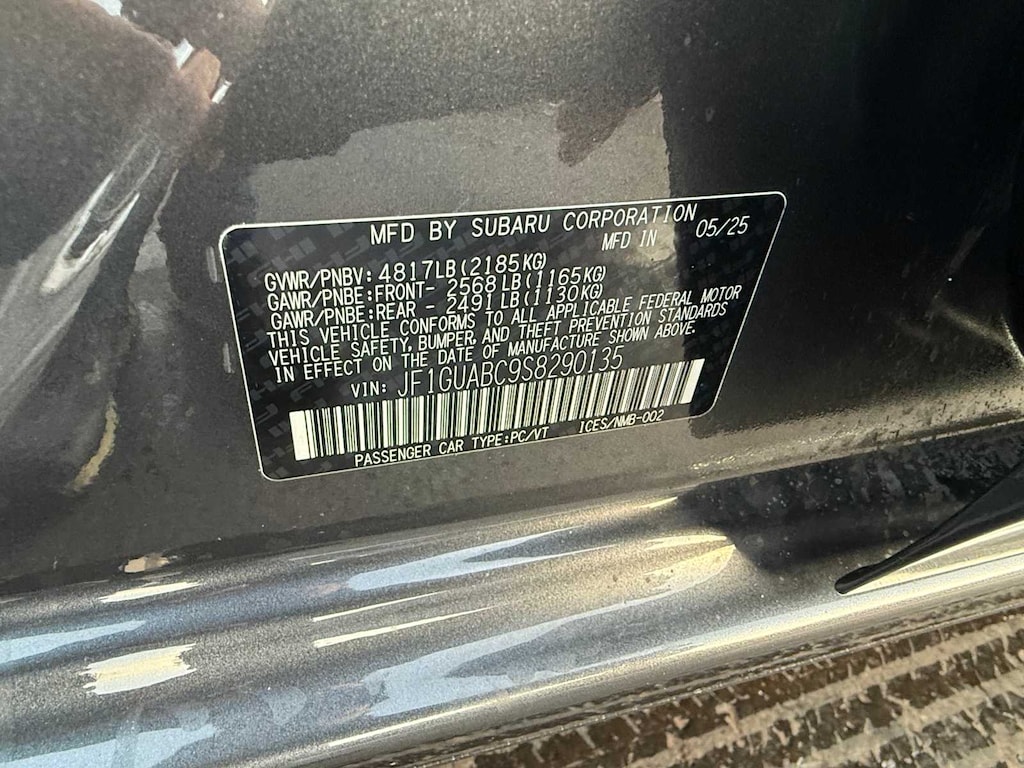 MFD BY SUBARU CORPORATION
MFD IN 05/25
GVWR/PNBV: 4817LB(2185KG)
GAWR/PNBE:FRONT- 2568LB(1165KG)
GAWR/PNBE:REAR - 2491LB(1130KG)
THIS VEHICLE CONFORMS TO ALL APPLICABLE FEDERAL MOTOR
VEHICLE SAFETY, BUMPER, AND THEFT PREVENTION STANDARDS
IN EFFECT ON THE DATE OF MANUFACTURE SHOWN ABOVE.
VIN: JF1GUABC9S8290135
PASSENGER CAR TYPE:PC/VT ICES/NMB-002